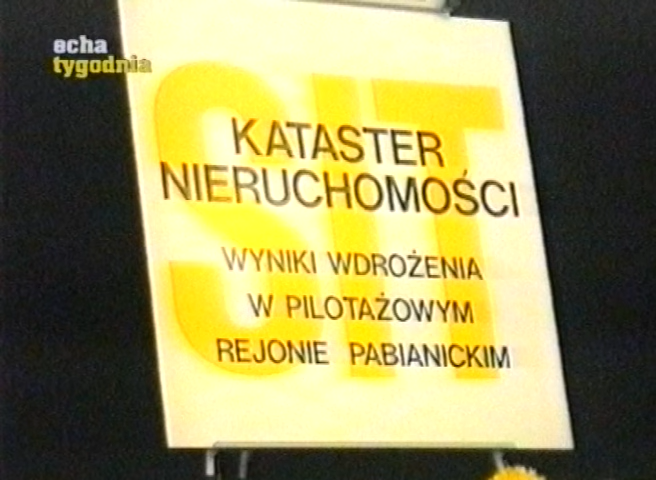 echa
tygodnia
SIT
KATASTER
NIERUCHOMOŚCI
WYNIKI WDROŻENIA
W PILOTAŻOWYM
REJONIE PABIANICKIM